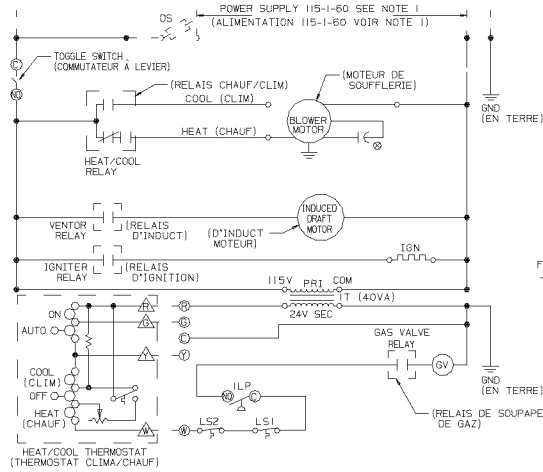 POWER SUPPLY 115-1-60 SEE NOTE 1
DS
(ALIMENTATION 115-1-60 VOIR NOTE 1)
C
TOGGLE SWITCH
(COMMUTATEUR À LEVIER)
NO
(RELAIS CHAUF/CLIM)
COOL (CLIM)
(MOTEUR DE
SOUFFLERIE)
GND
(EN TERRE)
BLOWER
MOTOR
HEAT (CHAUF)
C
HEAT/COOL
RELAY
VENTOR
RELAY
(RELAIS
D'INDUCT)
(D'INDUCT
MOTEUR)
INDUCED
DRAFT
MOTOR
IGNITER
RELAY
(RELAIS
D'IGNITION)
IGN
F
115V PRI COM
1T (40VA)
24V SEC
ON
AUTO
R R
G G
C
Y Y
GAS VALVE
RELAY
GV
GND
(EN TERRE)
COOL
(CLIM)
OFF
HEAT
(CHAUF)
ILP
NO C
W W
LS2 LS1
(RELAIS DE SOUPAPE
DE GAZ)
HEAT/COOL THERMOSTAT
(THERMOSTAT CLIMA/CHAUF)